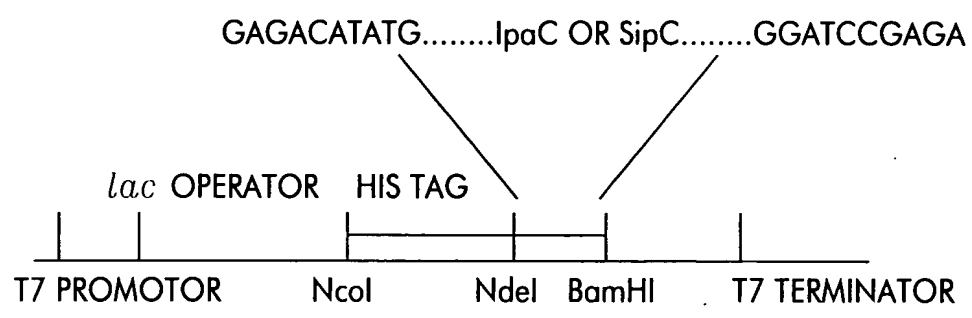 GAGACATATG........IpaC OR SipC........GGATCCGAGA
lac OPERATOR HIS TAG
T7 PROMOTOR NcoI NdeI BamHI T7 TERMINATOR